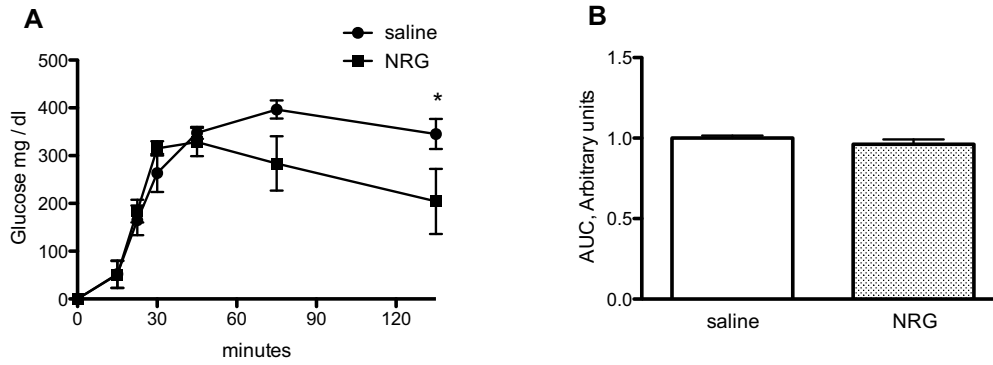 A
saline
NRG
500
400
300
200
100
0
Glucose mg / dl
*
0 30 60 90 120
minutes
B
1.5
1.0
0.5
0.0
AUC, Arbitrary units
saline NRG